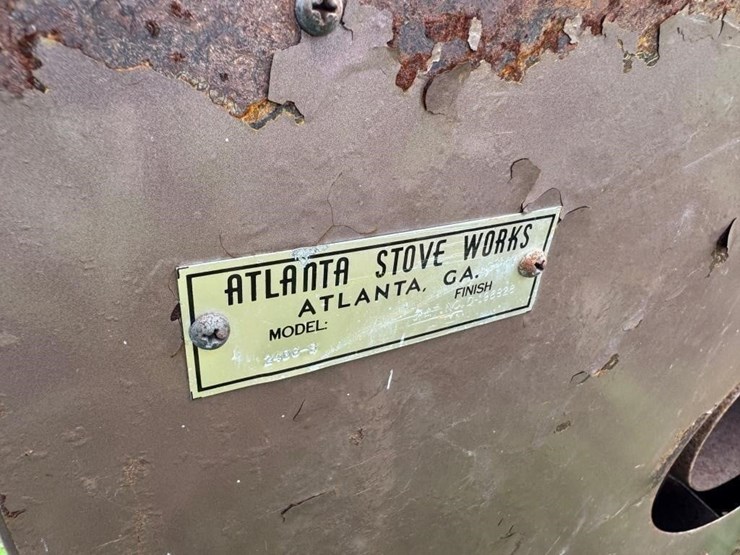 ATLANTA STOVE WORKS
ATLANTA, GA.
MODEL: FINISH